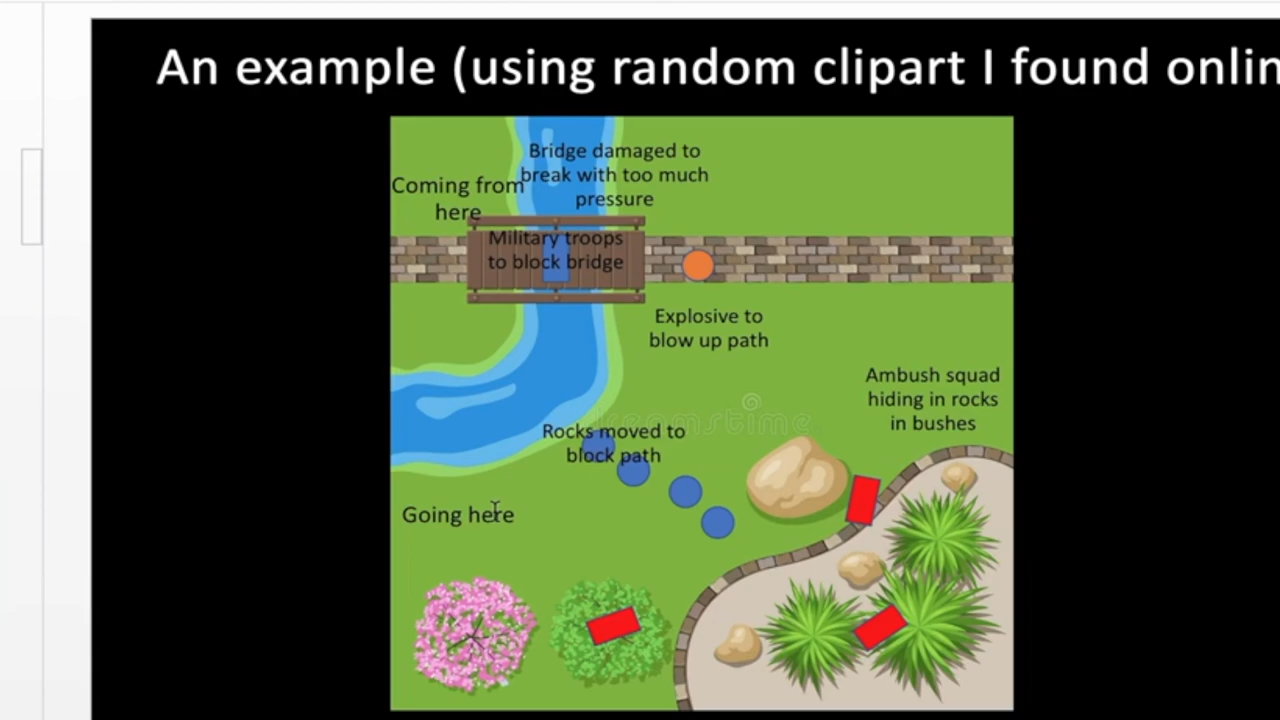 An example (using random clipart I found onlin
Bridge damaged to
break with too much
pressure
Coming from
here
Military troops
to block bridge
Explosive to
blow up path
Ambush squad
hiding in rocks
in bushes
dreamstime
Rocks moved to
block path
Going here